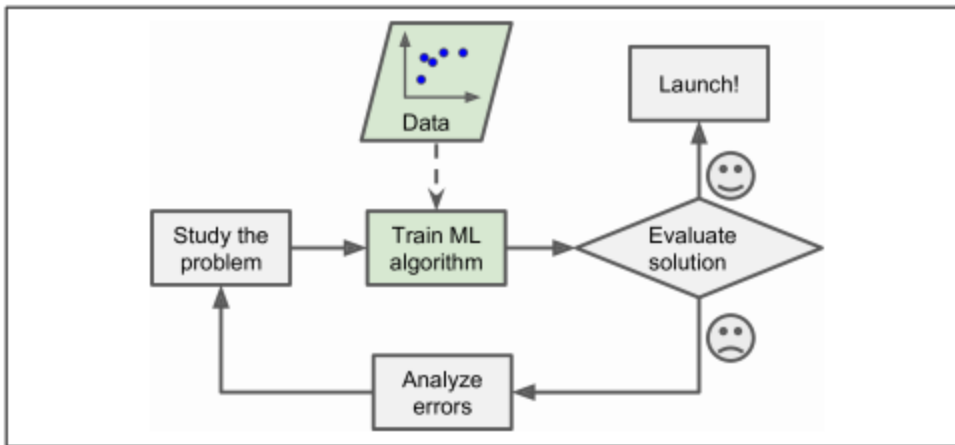 Data
Launch!
Study the
problem
Train ML
algorithm
Evaluate
solution
Analyze
errors